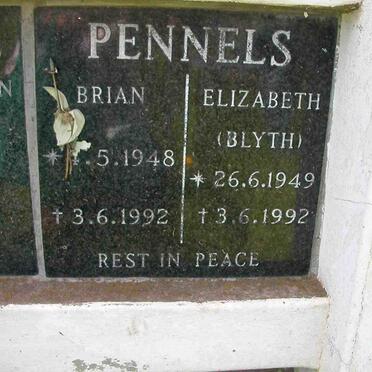 PENNELS
BRIAN
.5.1948
† 3.6.1992
ELIZABETH
(BLYTH)
* 26.6.1949
† 3.6.1992
REST IN PEACE
N